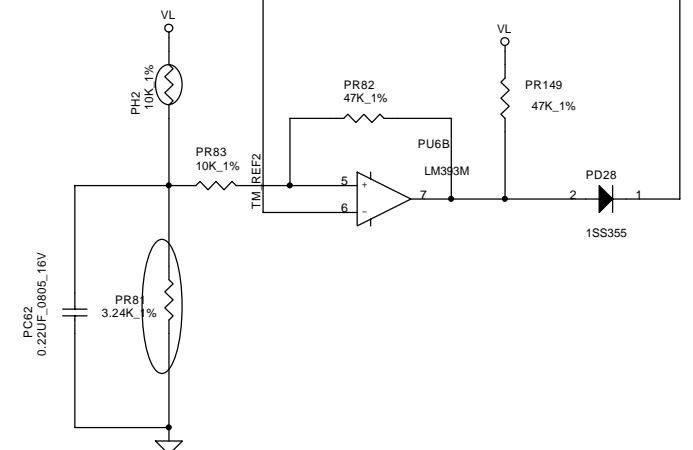 VL
PH2
10K_1%
PR83
10K_1%
TM_REF2
PR82
47K_1%
5
+
6
-
PU6B
LM393M
7
VL
PR149
47K_1%
PD28
2
1
1SS355
PC62
0.22UF_0805_16V
PR81
3.24K_1%